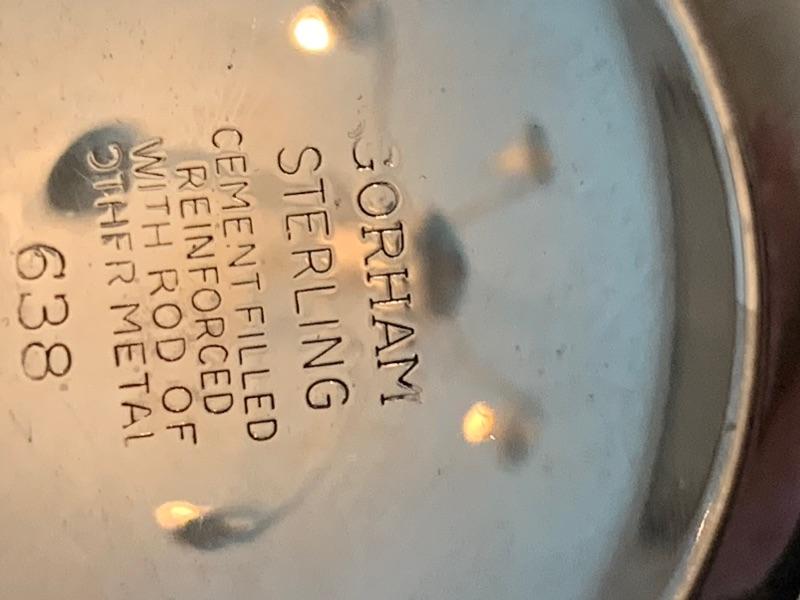 GORHAM
STERLING
CEMENT FILLED
REINFORCED
WITH ROD OF
OTHER METAL
638